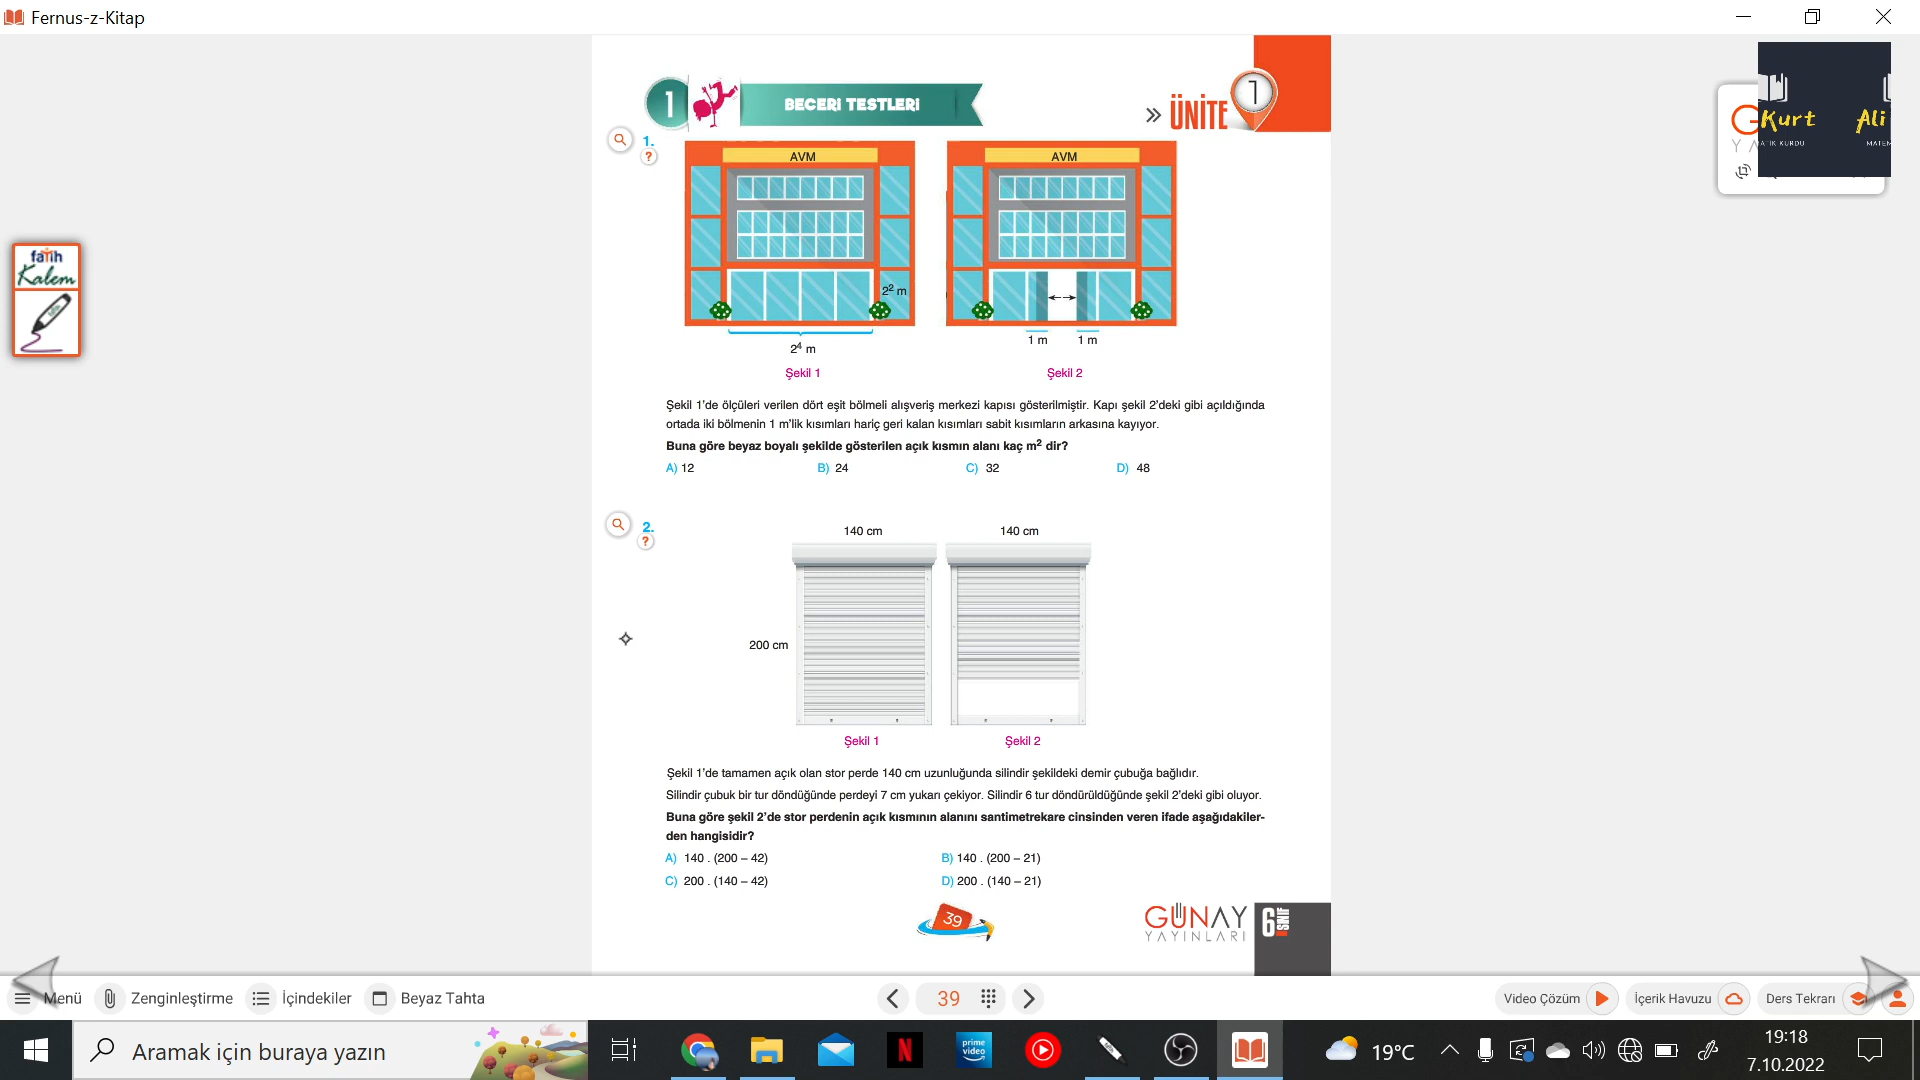 Fernus-z-Kitap
1
BECERİ TESTLERİ
» ÜNİTE 1
Kurt Ali
fatih
Kalem
1.
?
AVM
AVM
2² m
2⁴ m
1 m 1 m
Şekil 1
Şekil 2
Şekil 1'de ölçüleri verilen dört eşit bölmeli alışveriş merkezi kapısı gösterilmiştir. Kapı şekil 2'deki gibi açıldığında
ortada iki bölmenin 1 m'lik kısımları hariç geri kalan kısımları sabit kısımların arkasına kayıyor.
Buna göre beyaz boyalı şekilde gösterilen açık kısmın alanı kaç m² dir?
A) 12 B) 24 C) 32 D) 48
2.
?
140 cm 140 cm
200 cm
Şekil 1 Şekil 2
Şekil 1'de tamamen açık olan stor perde 140 cm uzunluğunda silindir şekildeki demir çubuğa bağlıdır.
Silindir çubuk bir tur döndüğünde perdeyi 7 cm yukarı çekiyor. Silindir 6 tur döndürüldüğünde şekil 2'deki gibi oluyor.
Buna göre şekil 2'de stor perdenin açık kısmının alanını santimetrekare cinsinden veren ifade aşağıdakiler-
den hangisidir?
A) 140 . (200 – 42) B) 140 . (200 – 21)
C) 200 . (140 – 42) D) 200 . (140 – 21)
39
GÜNAY
YAYINLARI
6. SINIF
Menü Zenginleştirme İçindekiler Beyaz Tahta
39
Video Çözüm İçerik Havuzu Ders Tekrarı
Aramak için buraya yazın
prime
video
19°C
19:18
7.10.2022